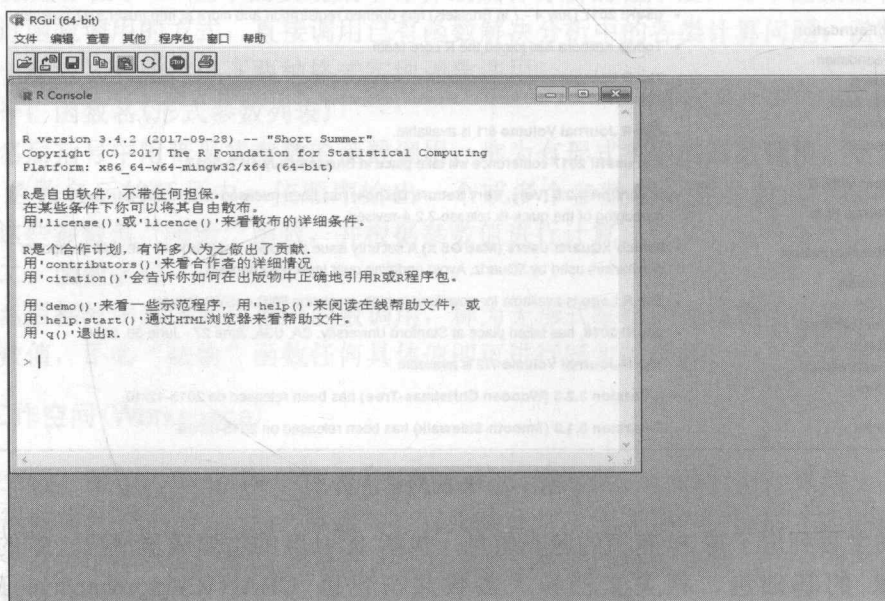 RGui (64-bit)
文件 编辑 查看 其他 程序包 窗口 帮助
R Console
R version 3.4.2 (2017-09-28) -- "Short Summer"
Copyright (C) 2017 The R Foundation for Statistical Computing
Platform: x86_64-w64-mingw32/x64 (64-bit)
R是自由软件，不带任何担保。
在某些条件下你可以将其自由散布。
用'license()'或'licence()'来看散布的详细条件。
R是个合作计划，有许多人为之做出了贡献.
用'contributors()'来看合作者的详细情况
用'citation()'会告诉你如何在出版物中正确地引用R或R程序包。
用'demo()'来看一些示范程序，用'help()'来阅读在线帮助文件，或
用'help.start()'通过HTML浏览器来看帮助文件。
用'q()'退出R.
>